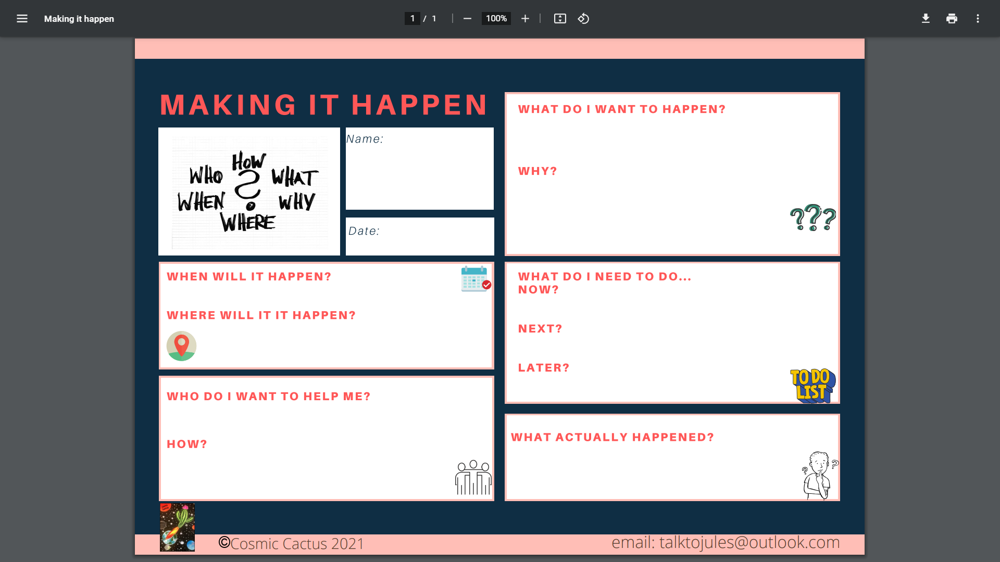 Making it happen
1 / 1
100%
MAKING IT HAPPEN
HOW
WHO
WHAT
?
WHEN
WHY
WHERE
Name:
Date:
WHAT DO I WANT TO HAPPEN?
WHY?
???
WHEN WILL IT HAPPEN?
WHERE WILL IT IT HAPPEN?
WHAT DO I NEED TO DO...
NOW?
NEXT?
LATER?
TO DO
LIST
WHO DO I WANT TO HELP ME?
HOW?
WHAT ACTUALLY HAPPENED?
? ?
©Cosmic Cactus 2021
email: talktojules@outlook.com